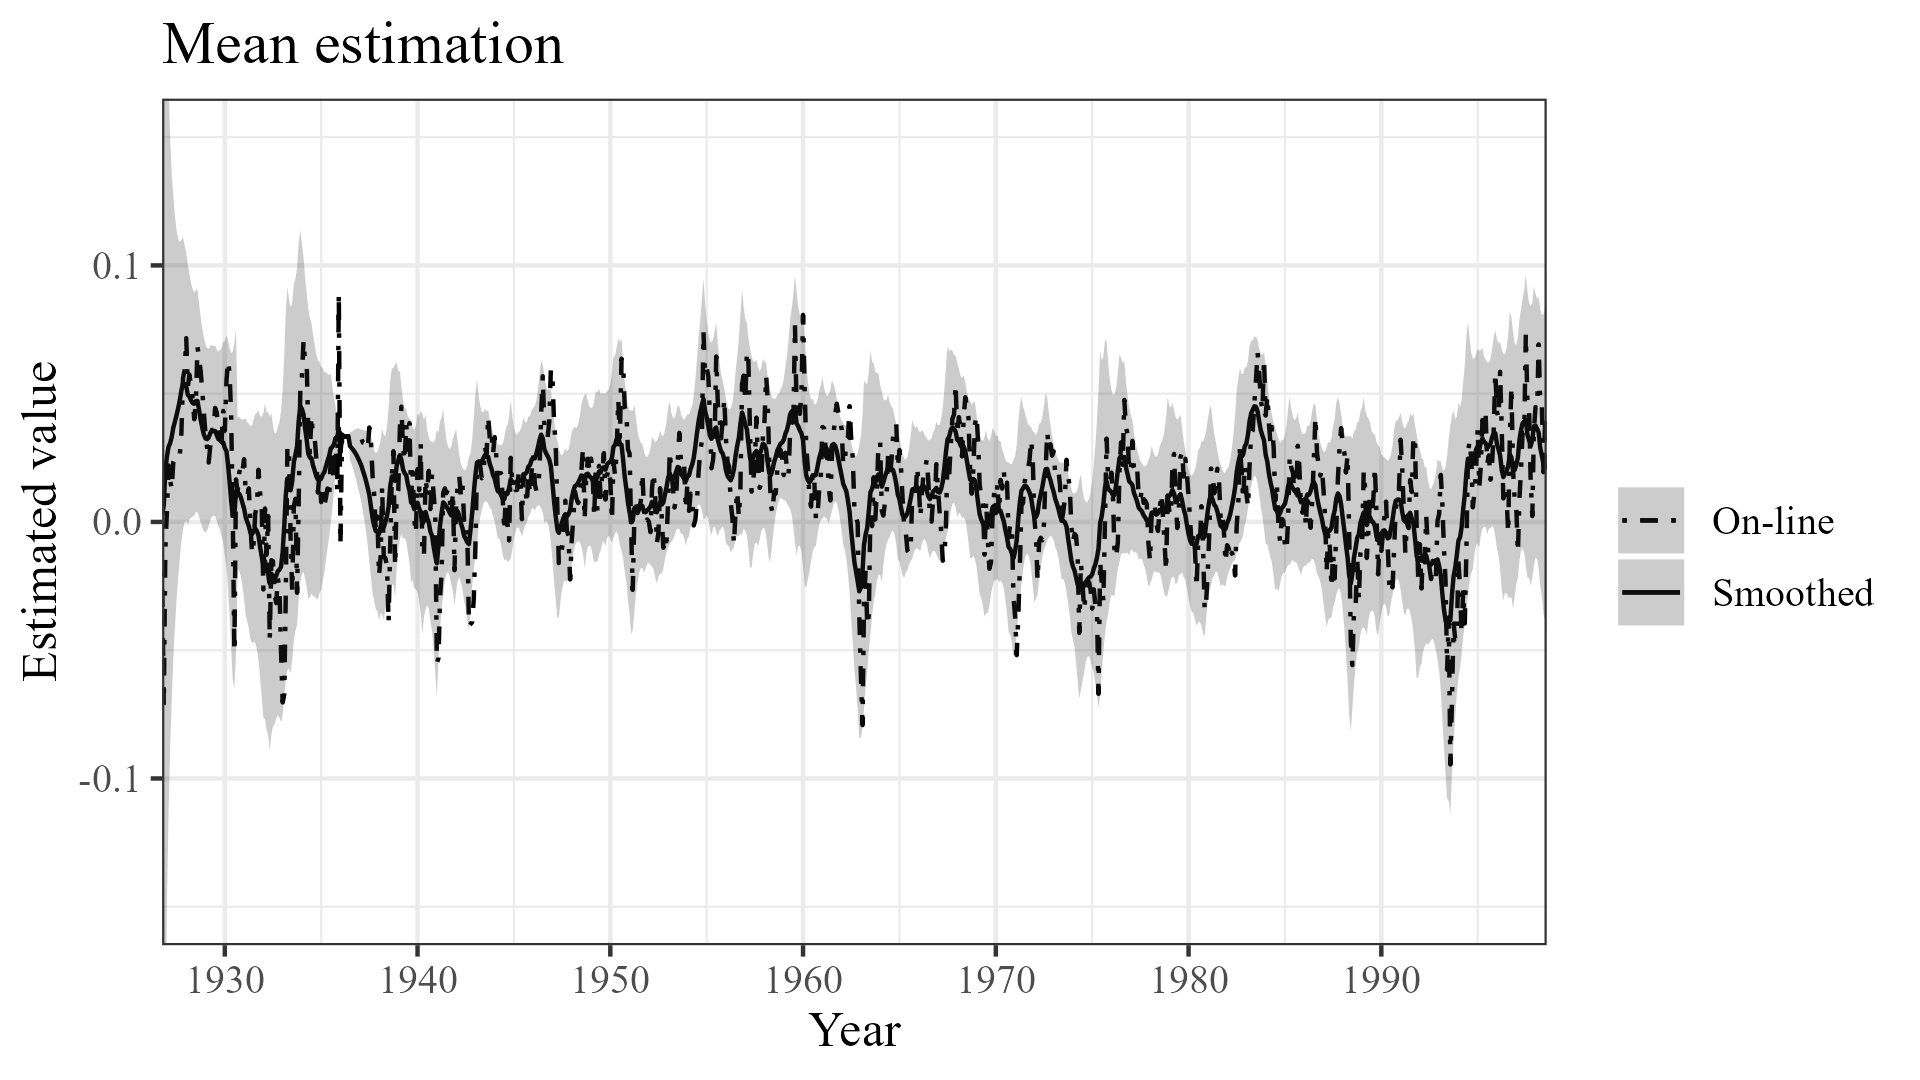 Mean estimation
Estimated value
0.1
0.0
-0.1
1930
1940
1950
1960
1970
1980
1990
Year
On-line
Smoothed